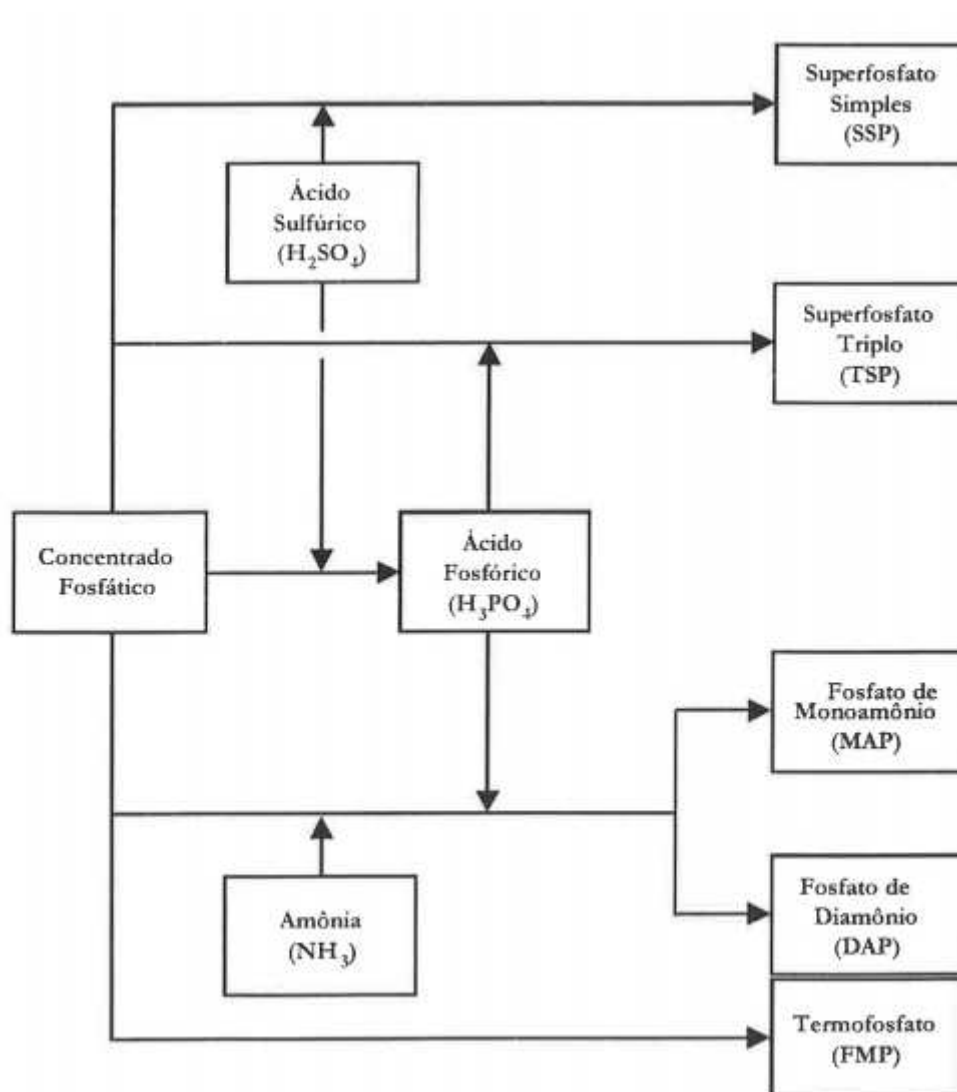 Superfosfato
Simples
(SSP)
Ácido
Sulfúrico
(H₂SO₄)
Superfosfato
Triplo
(TSP)
Concentrado
Fosfático
Ácido
Fosfórico
(H₃PO₄)
Fosfato de
Monoamônio
(MAP)
Amônia
(NH₃)
Fosfato de
Diamônio
(DAP)
Termofosfato
(FMP)